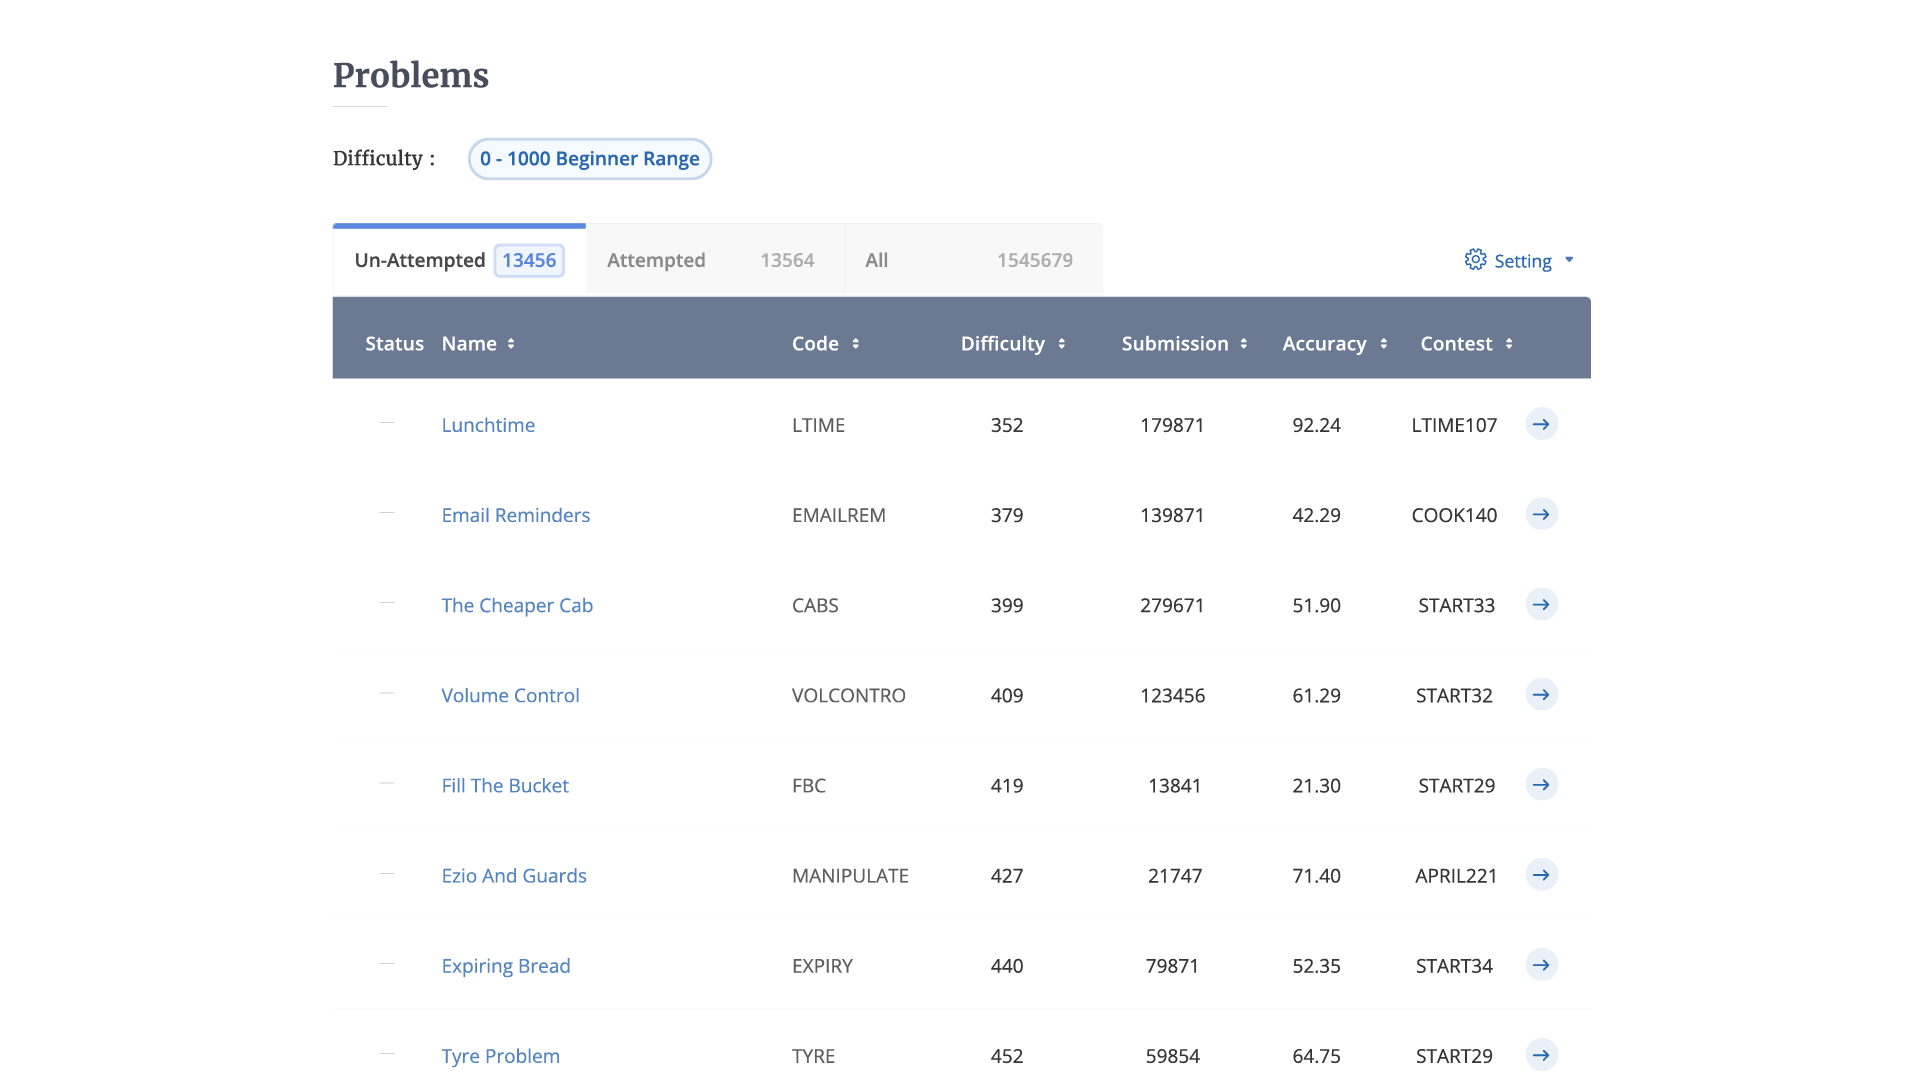 Problems
Difficulty : 0 - 1000 Beginner Range
Un-Attempted 13456 Attempted 13564 All 1545679 Setting
Status Name Code Difficulty Submission Accuracy Contest
Lunchtime LTIME 352 179871 92.24 LTIME107
Email Reminders EMAILREM 379 139871 42.29 COOK140
The Cheaper Cab CABS 399 279671 51.90 START33
Volume Control VOLCONTRO 409 123456 61.29 START32
Fill The Bucket FBC 419 13841 21.30 START29
Ezio And Guards MANIPULATE 427 21747 71.40 APRIL221
Expiring Bread EXPIRY 440 79871 52.35 START34
Tyre Problem TYRE 452 59854 64.75 START29